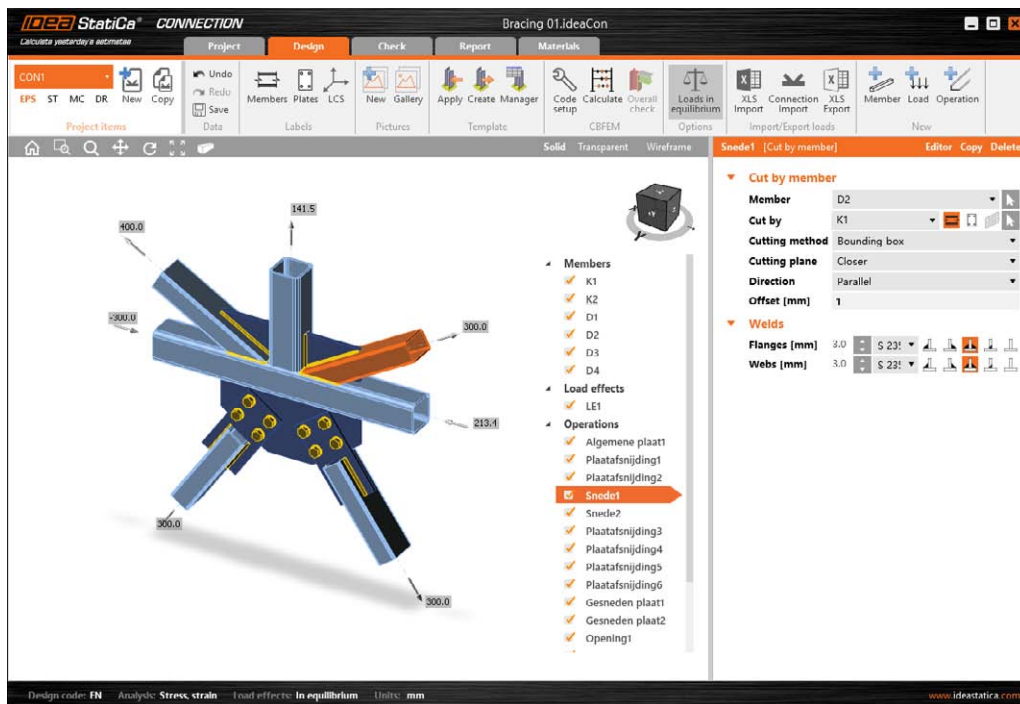 IDEA StatiCa® CONNECTION
Calculate yesterday's estimates
Bracing 01.ideaCon
Project Design Check Report Materials
CON1
EPS ST MC DR New Copy
Project items
Undo
Redo
Save
Data
Members Plates LCS
Labels
New Gallery
Pictures
Apply Create Manager
Template
Code setup Calculate Overall check
CBFEM
Loads in equilibrium
Options
XLS Import Connection Import XLS Export
Import/Export loads
Member Load Operation
New
Solid Transparent Wireframe
Snede1 [Cut by member] Editor Copy Delete
400.0
141.5
-300.0
300.0
213.4
300.0
300.0
Members
K1
K2
D1
D2
D3
D4
Load effects
LE1
Operations
Algemene plaat1
Plaatafsnijding1
Plaatafsnijding2
Snede1
Snede2
Plaatafsnijding3
Plaatafsnijding4
Plaatafsnijding5
Plaatafsnijding6
Gesneden plaat1
Gesneden plaat2
Opening1
Cut by member
Member D2
Cut by K1
Cutting method Bounding box
Cutting plane Closer
Direction Parallel
Offset [mm] 1
Welds
Flanges [mm] 3.0 S 23
Webs [mm] 3.0 S 23
Design code: EN Analysis: Stress, strain Load effects: In equilibrium Units: mm
www.ideastatica.com